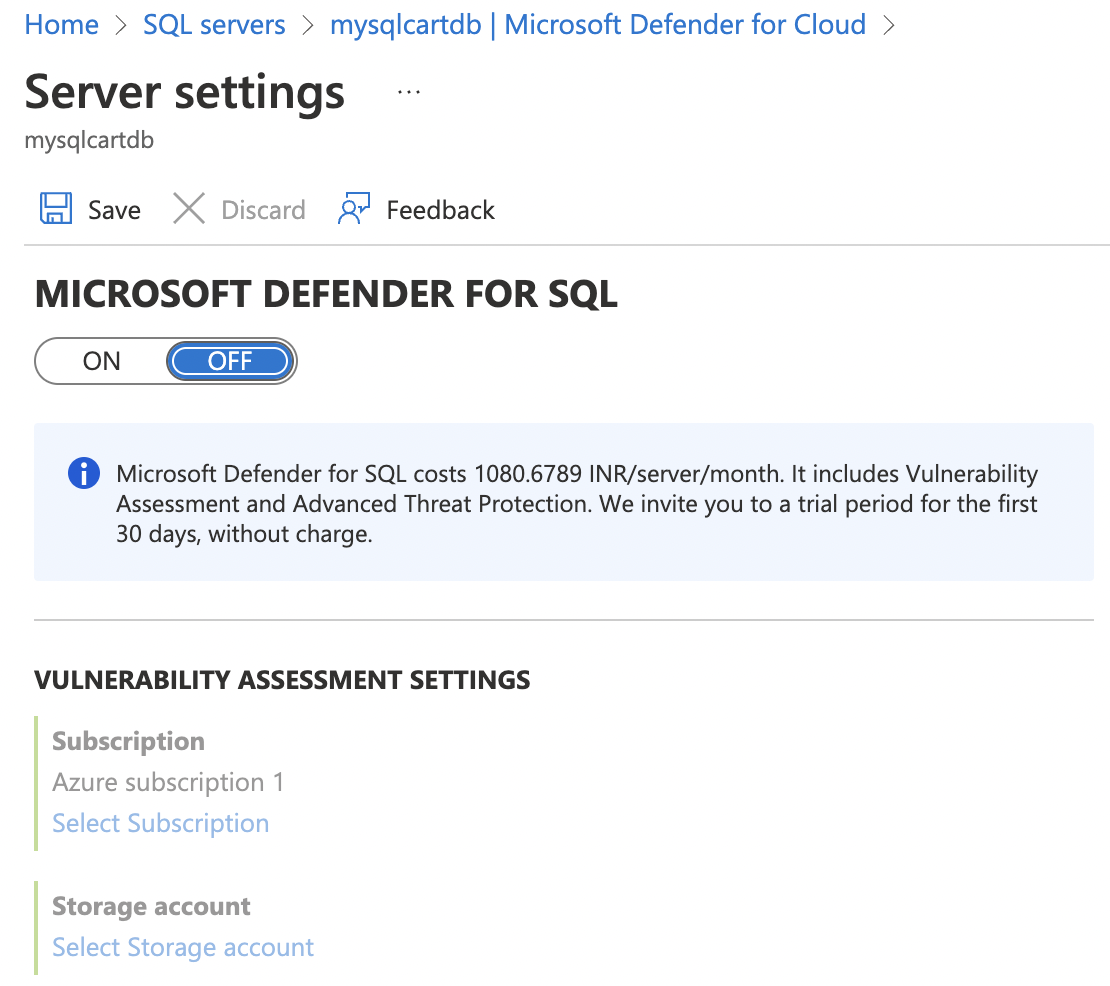 Home > SQL servers > mysqlcartdb | Microsoft Defender for Cloud >
Server settings ...
mysqlcartdb
Save Discard Feedback
MICROSOFT DEFENDER FOR SQL
ON OFF
Microsoft Defender for SQL costs 1080.6789 INR/server/month. It includes Vulnerability
Assessment and Advanced Threat Protection. We invite you to a trial period for the first
30 days, without charge.
VULNERABILITY ASSESSMENT SETTINGS
Subscription
Azure subscription 1
Select Subscription
Storage account
Select Storage account